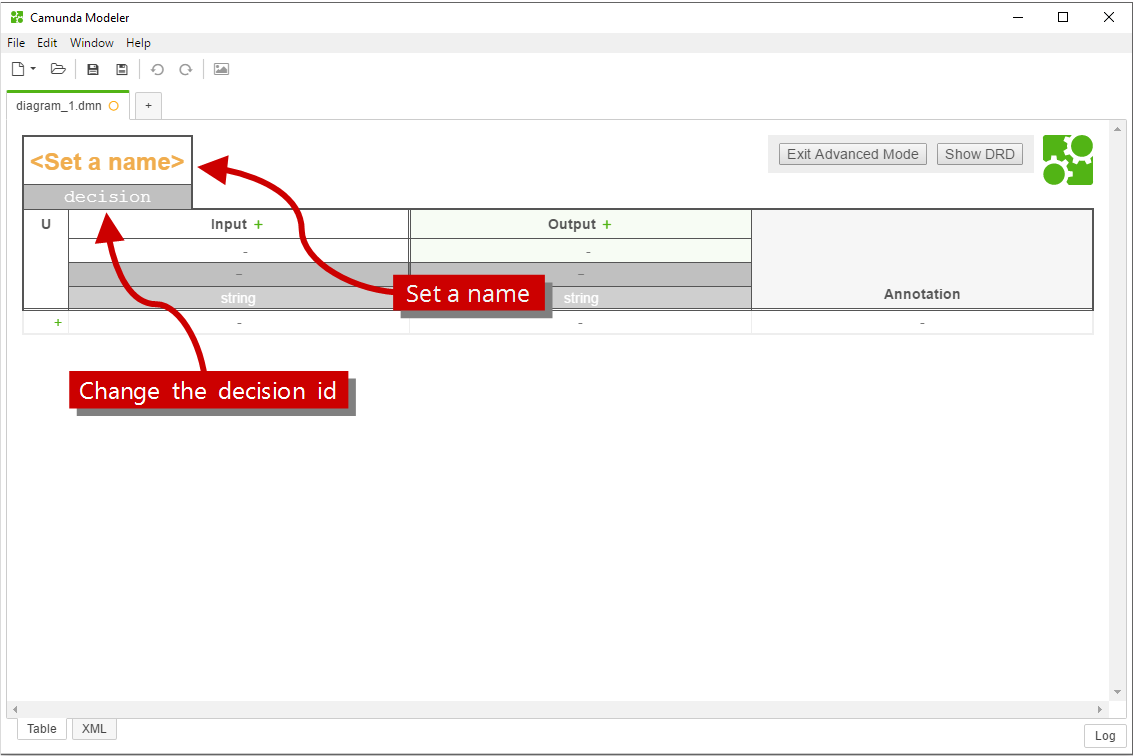 Camunda Modeler
File Edit Window Help
diagram_1.dmn +
<Set a name>
Exit Advanced Mode Show DRD
decision
U Input + Output +
- -
- -
string string
Set a name
Annotation
+ - - -
Change the decision id
Table XML
Log